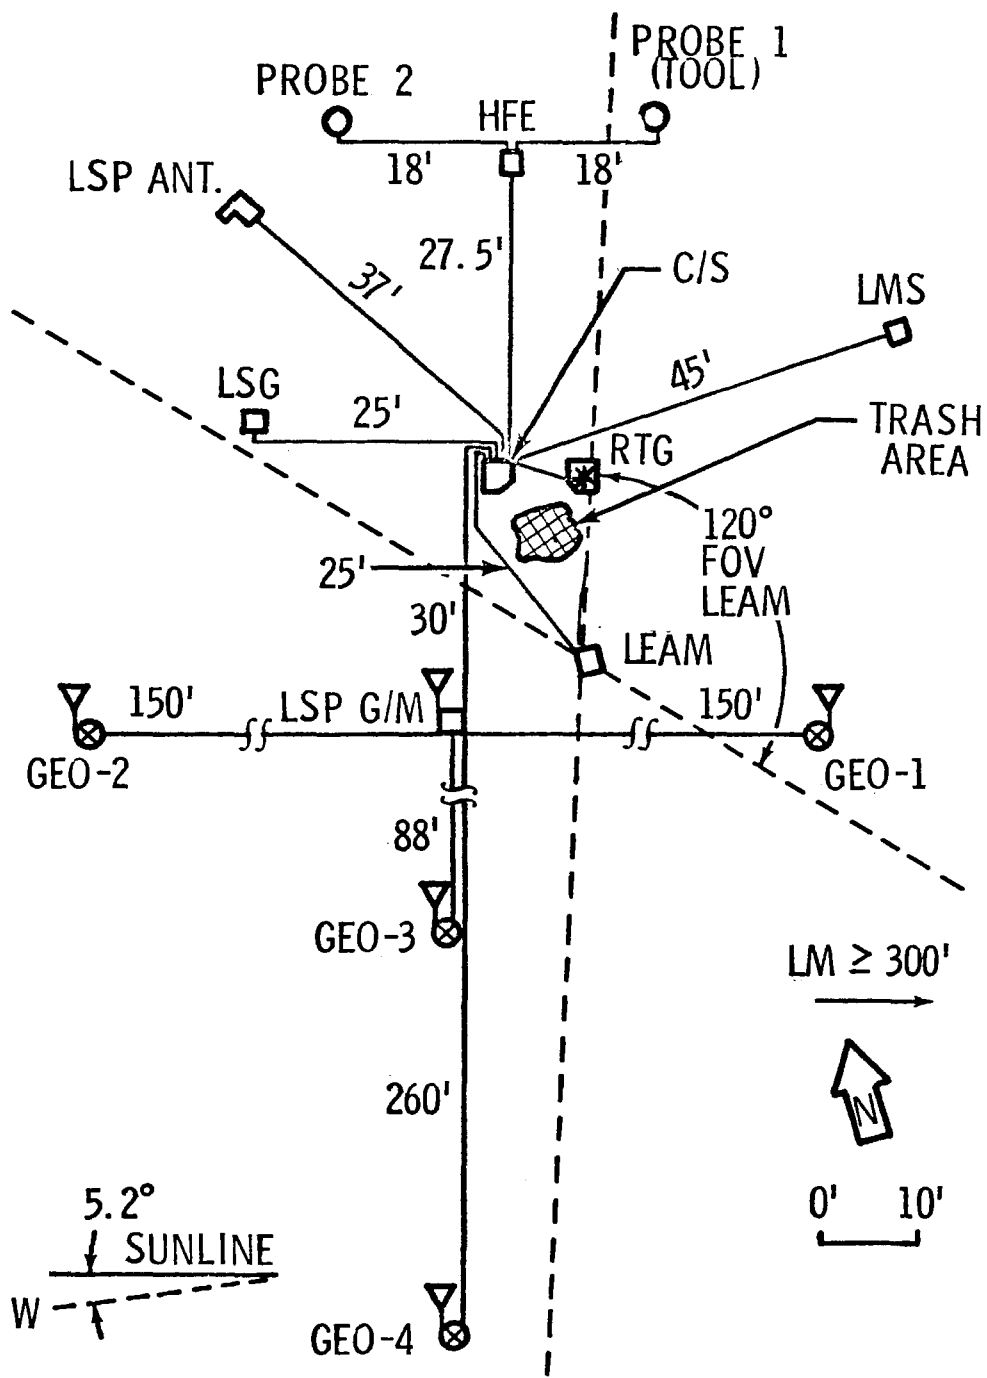 PROBE 1
(TOOL)
PROBE 2
HFE
18'
18'
LSP ANT.
27.5'
37'
C/S
LMS
45'
LSG
25'
TRASH
AREA
RTG
120°
FOV
LEAM
25'
30'
LEAM
150'
LSP G/M
150'
GEO-2
GEO-1
88'
GEO-3
LM ≥ 300'
N
260'
0'
10'
5.2°
SUNLINE
W
GEO-4